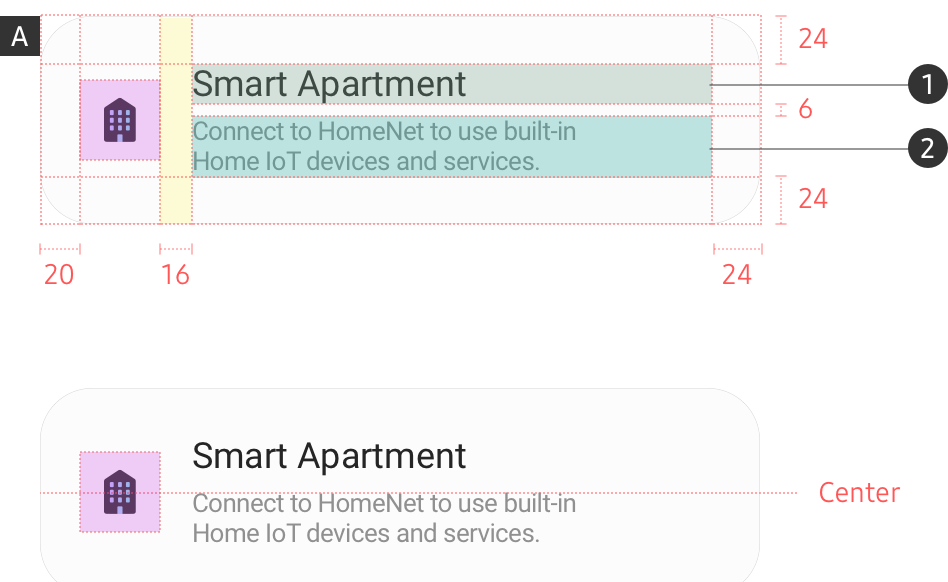 A
24
Smart Apartment
1
6
Connect to HomeNet to use built-in
Home IoT devices and services.
2
24
20
16
24
Smart Apartment
Center
Connect to HomeNet to use built-in
Home IoT devices and services.